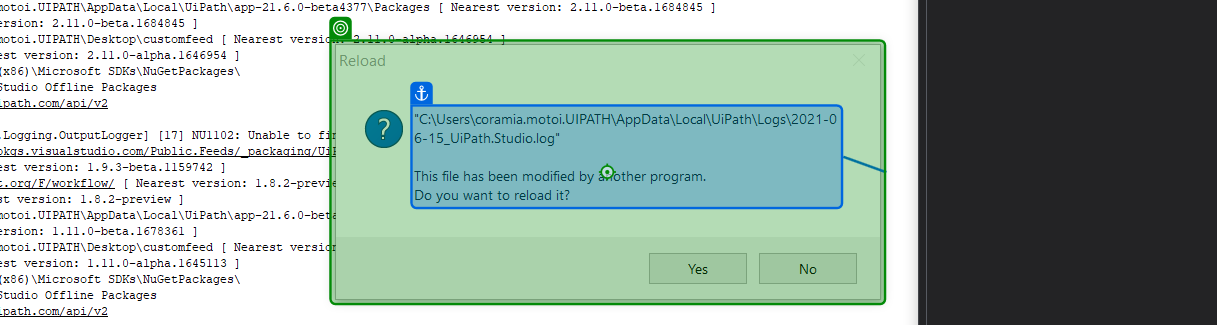 motoi.UIPATH\AppData\Local\UiPath\app-21.6.0-beta4377\Packages [ Nearest version: 2.11.0-beta.1684845 ]
ersion: 2.11.0-beta.1684845 ]
motoi.UIPATH\Desktop\customfeed [ Nearest version: 2.11.0-alpha.1646954 ]
est version: 2.11.0-alpha.1646954 ]
(x86)\Microsoft SDKs\NuGetPackages\
Studio Offline Packages
ipath.com/api/v2
.Logging.OutputLogger] [17] NU1102: Unable to fi
pkgs.visualstudio.com/Public.Feeds/_packaging/UiP
est version: 1.9.3-beta.1159742 ]
t.org/F/workflow/ [ Nearest version: 1.8.2-previe
st version: 1.8.2-preview ]
motoi.UIPATH\AppData\Local\UiPath\app-21.6.0-beta
ersion: 1.11.0-beta.1678361 ]
motoi.UIPATH\Desktop\customfeed [ Nearest version
est version: 1.11.0-alpha.1645113 ]
(x86)\Microsoft SDKs\NuGetPackages\
Studio Offline Packages
ipath.com/api/v2
Reload
?
"C:\Users\coramia.motoi.UIPATH\AppData\Local\UiPath\Logs\2021-0
6-15_UiPath.Studio.log"
This file has been modified by another program.
Do you want to reload it?
Yes
No